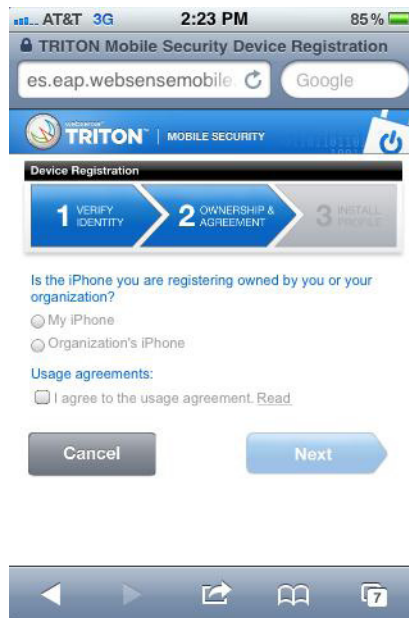 AT&T 3G 2:23 PM 85%
TRITON Mobile Security Device Registration
es.eap.websensemobile. Google
websense
TRITON™ | MOBILE SECURITY
Device Registration
1 VERIFY IDENTITY 2 OWNERSHIP & AGREEMENT 3 INSTALL PROFILE
Is the iPhone you are registering owned by you or your
organization?
My iPhone
Organization's iPhone
Usage agreements:
I agree to the usage agreement. Read
Cancel Next
7